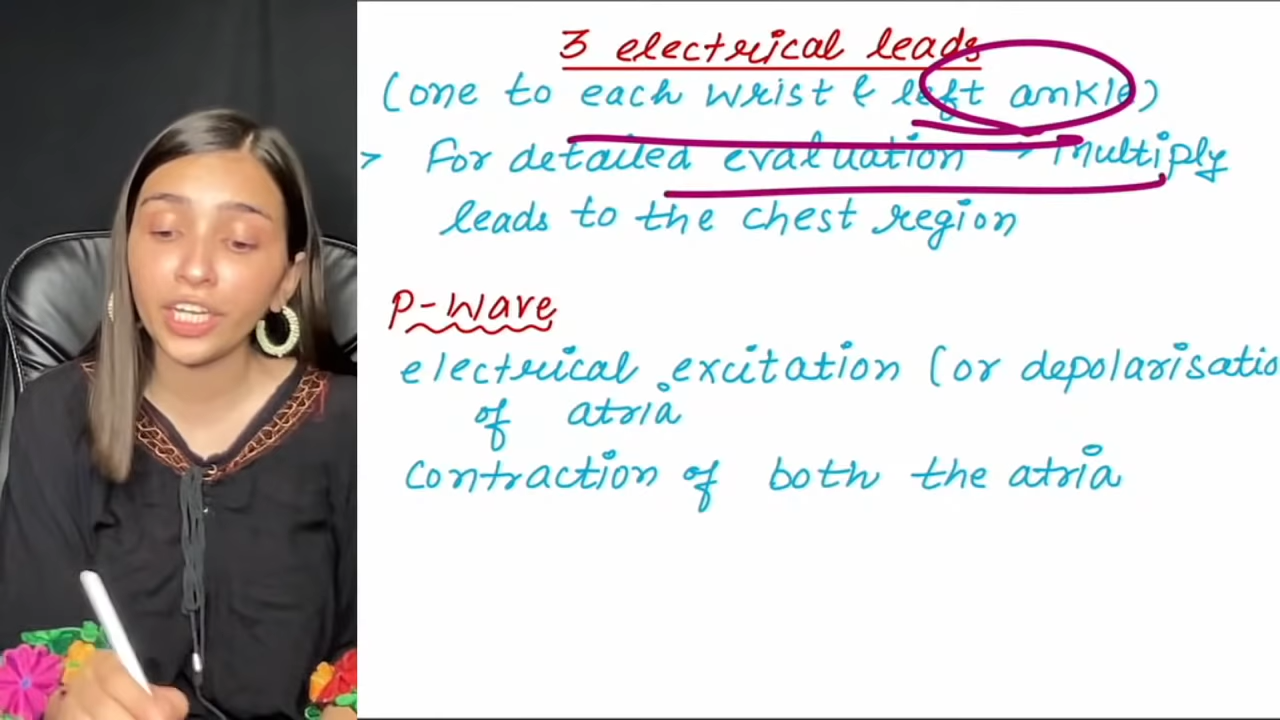 3 electrical leads
(one to each wrist & left ankle)
> For detailed evaluation → multiply
leads to the chest region
P-wave
electrical excitation (or depolarisatio
of atria
contraction of both the atria